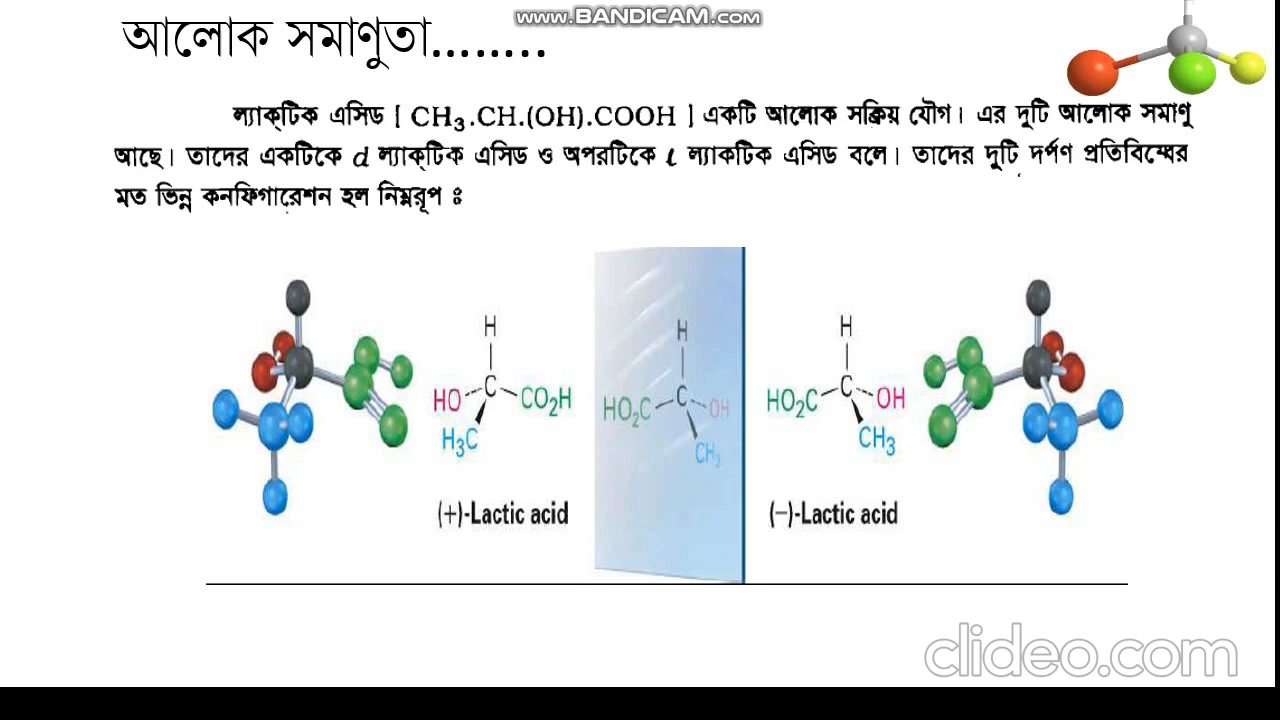 www.BANDICAM.com
আলোক সমাণুতা........
ল্যাক্‌টিক এসিড [ CH₃.CH.(OH).COOH ] একটি আলোক সক্রিয় যৌগ। এর দুটি আলোক সমাণু
আছে। তাদের একটিকে d ল্যাক্‌টিক এসিড ও অপরটিকে l ল্যাকটিক এসিড বলে। তাদের দুটি দর্পণ প্রতিবিম্বের
মত ভিন্ন কনফিগারেশন হল নিম্নরূপ ঃ
H
HO C CO₂H
H₃C
(+)-Lactic acid
H
HO₂C C OH
CH₃
H
HO₂C C OH
CH₃
(−)-Lactic acid
clideo.com